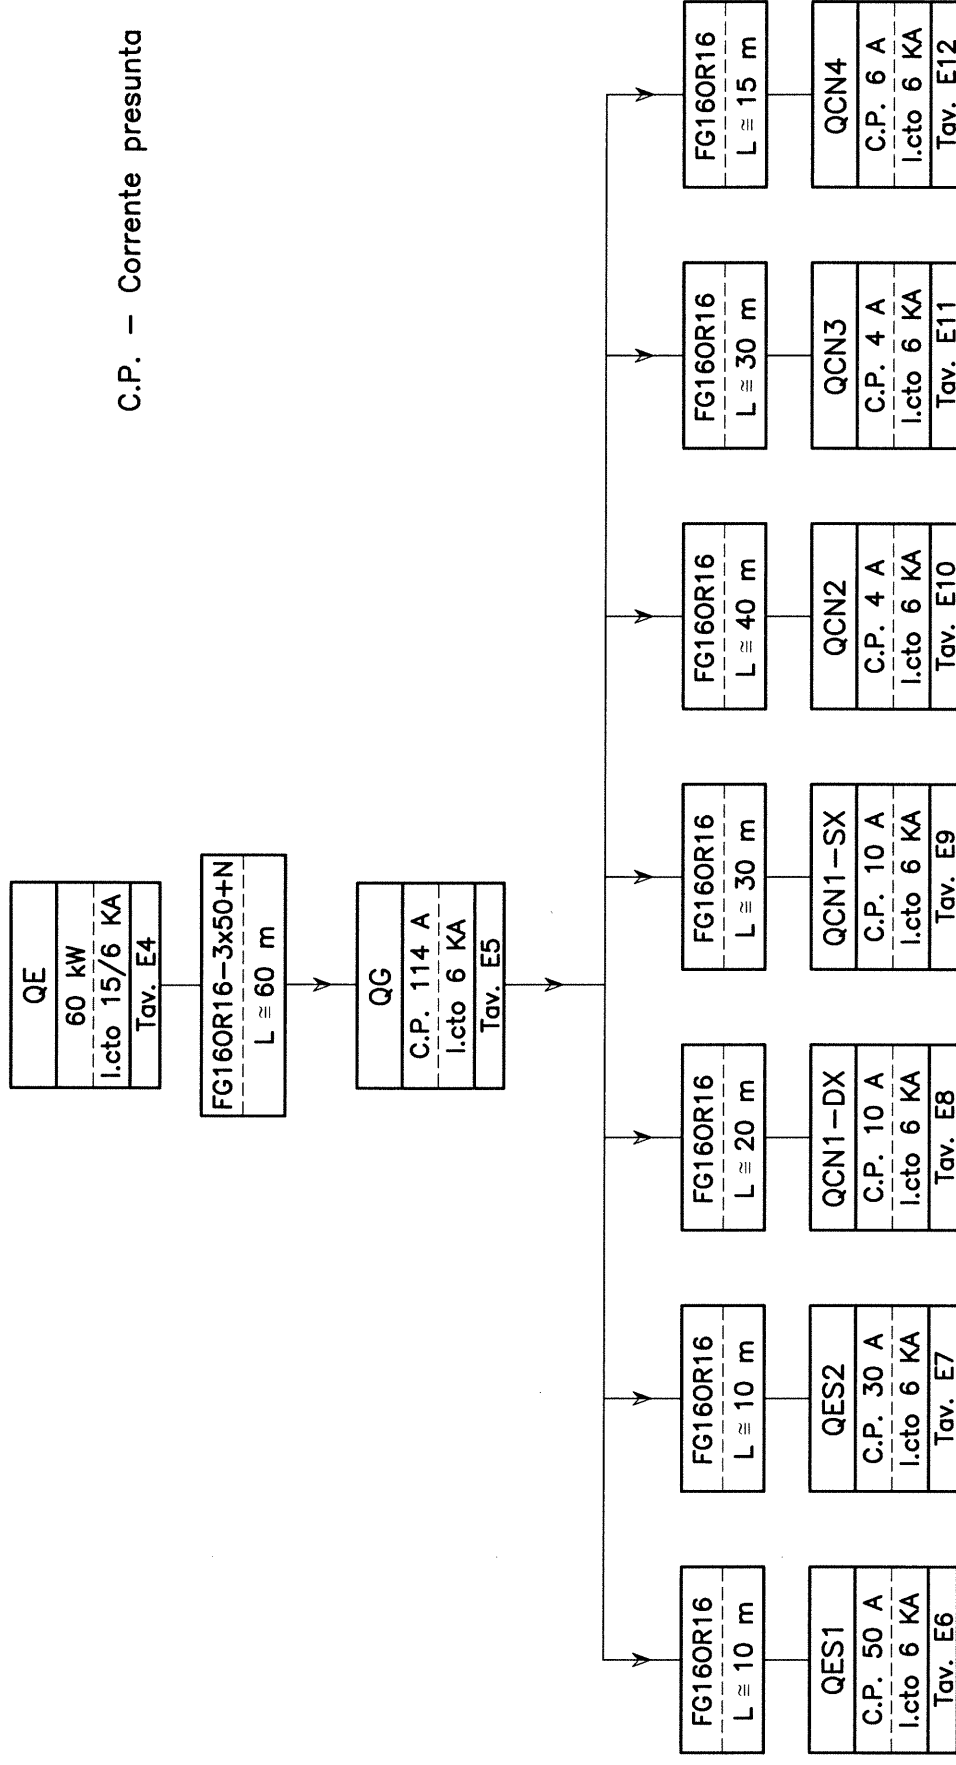 C.P. – Corrente presunta
QE
60 kW
I.cto 15/6 KA
Tav. E4
FG16OR16–3x50+N
L ≅ 60 m
QG
C.P. 114 A
I.cto 6 KA
Tav. E5
FG16OR16
L ≅ 10 m
QES1
C.P. 50 A
I.cto 6 KA
Tav. E6
FG16OR16
L ≅ 10 m
QES2
C.P. 30 A
I.cto 6 KA
Tav. E7
FG16OR16
L ≅ 20 m
QCN1–DX
C.P. 10 A
I.cto 6 KA
Tav. E8
FG16OR16
L ≅ 30 m
QCN1–SX
C.P. 10 A
I.cto 6 KA
Tav. E9
FG16OR16
L ≅ 40 m
QCN2
C.P. 4 A
I.cto 6 KA
Tav. E10
FG16OR16
L ≅ 30 m
QCN3
C.P. 4 A
I.cto 6 KA
Tav. E11
FG16OR16
L ≅ 15 m
QCN4
C.P. 6 A
I.cto 6 KA
Tav. E12